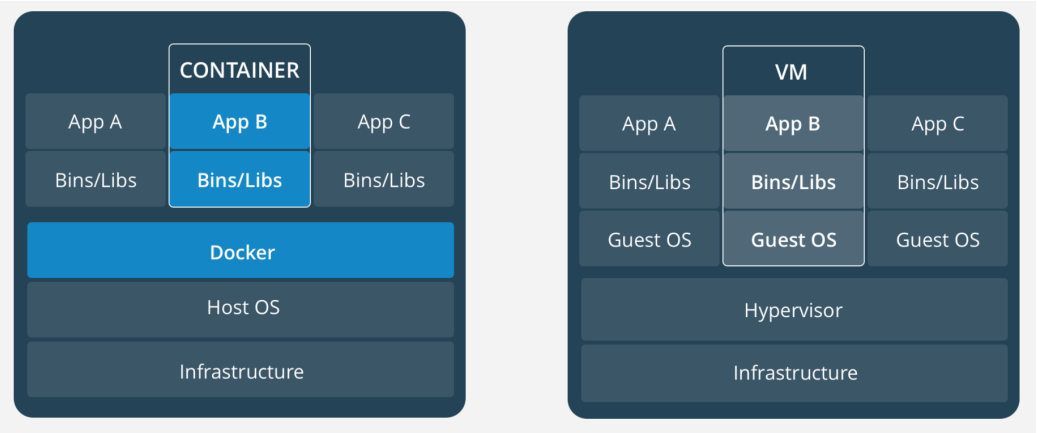 CONTAINER
App A App B App C
Bins/Libs Bins/Libs Bins/Libs
Docker
Host OS
Infrastructure
VM
App A App B App C
Bins/Libs Bins/Libs Bins/Libs
Guest OS Guest OS Guest OS
Hypervisor
Infrastructure